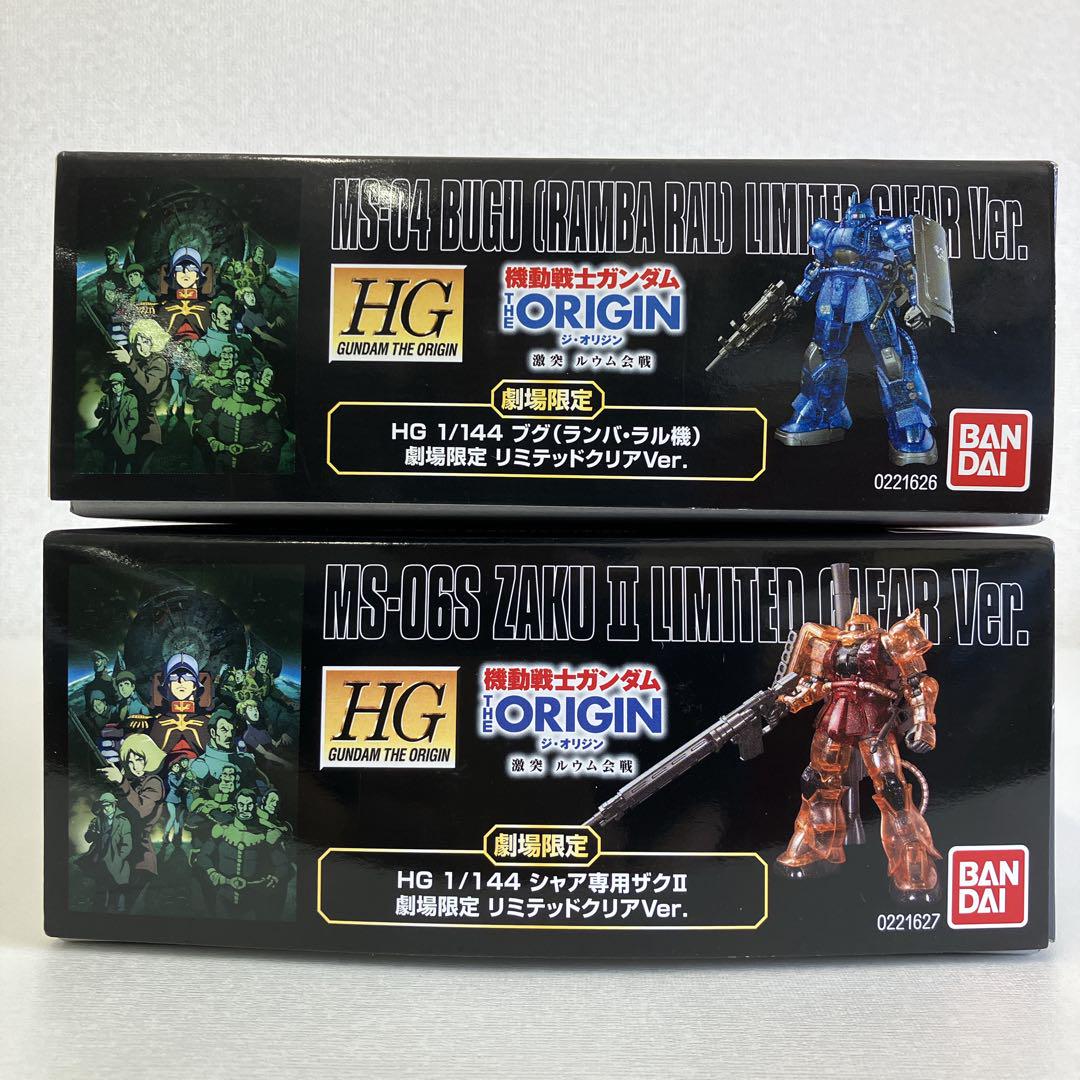 MS-04 BUGU (RAMBA RAL) LIMITED CLEAR Ver.
HG
GUNDAM THE ORIGIN
機動戦士ガンダム
THE ORIGIN
ジ・オリジン
激突 ルウム会戦
劇場限定
HG 1/144 ブグ(ランバ・ラル機)
劇場限定 リミテッドクリアVer.
0221626
BAN
DAI
MS-06S ZAKU II LIMITED CLEAR Ver.
HG
GUNDAM THE ORIGIN
機動戦士ガンダム
THE ORIGIN
ジ・オリジン
激突 ルウム会戦
劇場限定
HG 1/144 シャア専用ザクII
劇場限定 リミテッドクリアVer.
0221627
BAN
DAI